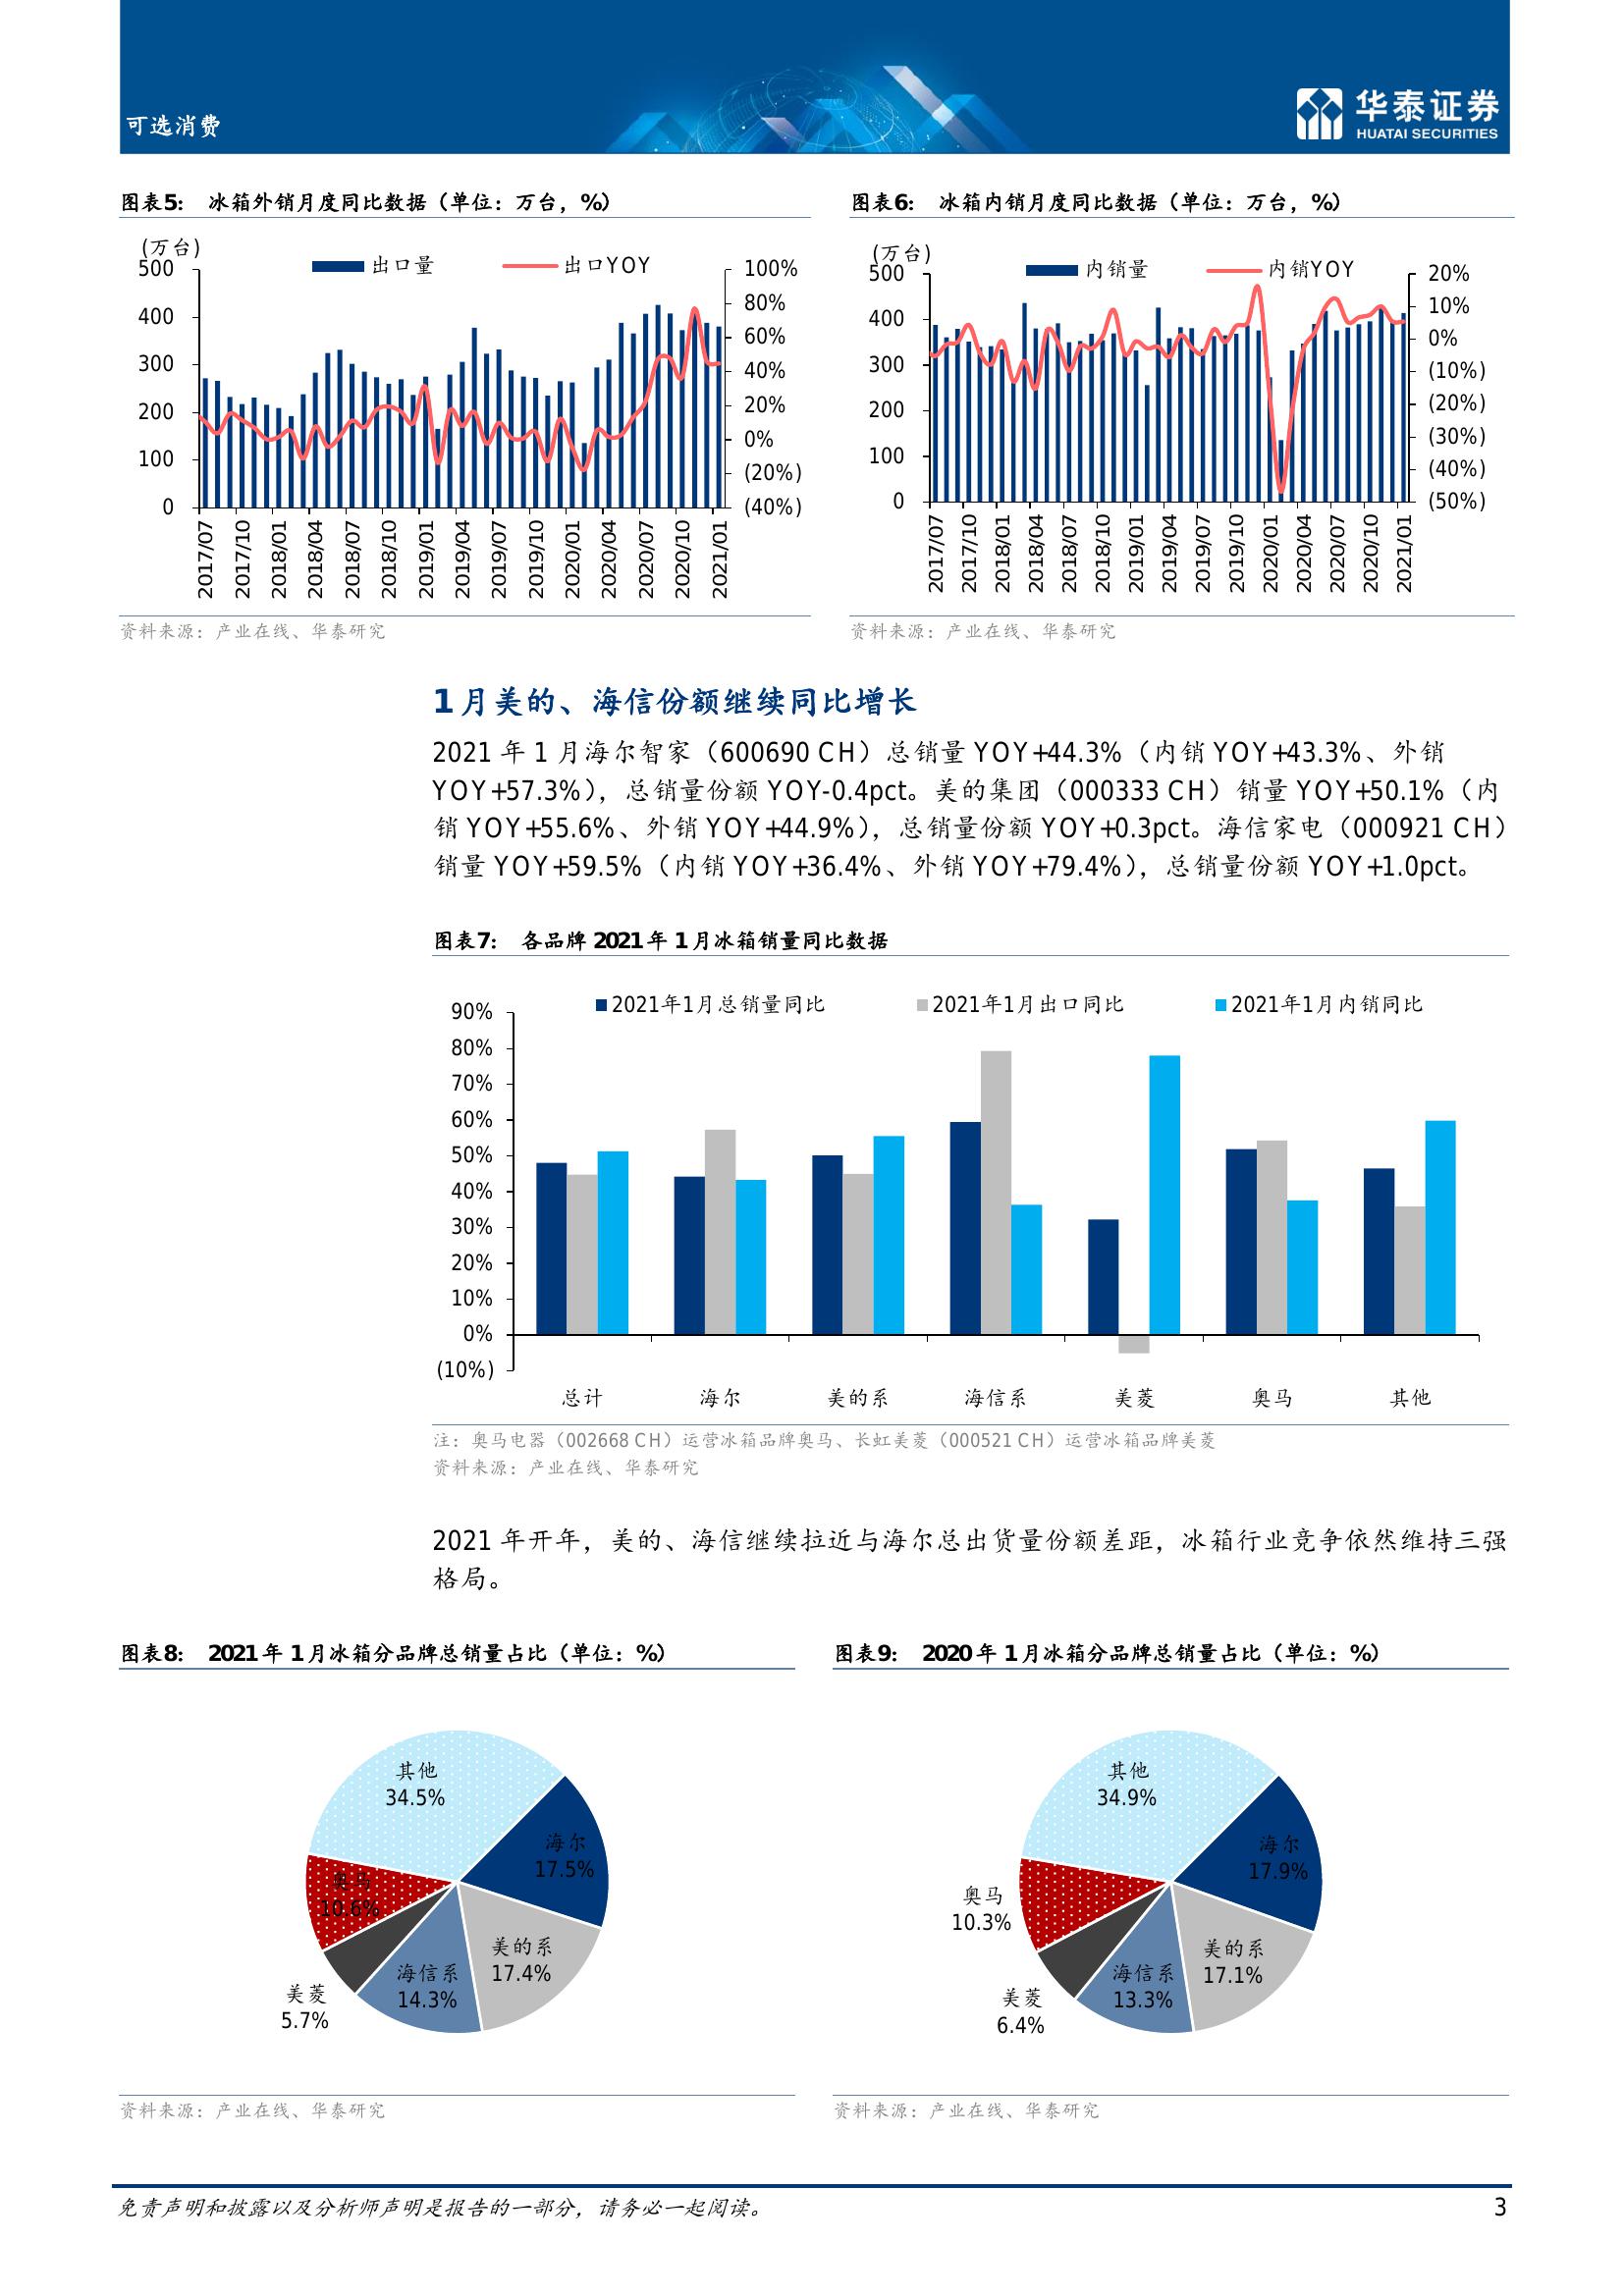 可选消费
华泰证券
HUATAI SECURITIES
图表5: 冰箱外销月度同比数据（单位：万台，%）
(万台)
出口量 出口YOY
500
400
300
200
100
0
100%
80%
60%
40%
20%
0%
(20%)
(40%)
2017/07 2017/10 2018/01 2018/04 2018/07 2018/10 2019/01 2019/04 2019/07 2019/10 2020/01 2020/04 2020/07 2020/10 2021/01
资料来源：产业在线、华泰研究
图表6: 冰箱内销月度同比数据（单位：万台，%）
(万台)
内销量 内销YOY
500
400
300
200
100
0
20%
10%
0%
(10%)
(20%)
(30%)
(40%)
(50%)
2017/07 2017/10 2018/01 2018/04 2018/07 2018/10 2019/01 2019/04 2019/07 2019/10 2020/01 2020/04 2020/07 2020/10 2021/01
资料来源：产业在线、华泰研究
1 月美的、海信份额继续同比增长
2021 年 1 月海尔智家（600690 CH）总销量 YOY+44.3%（内销 YOY+43.3%、外销
YOY+57.3%），总销量份额 YOY-0.4pct。美的集团（000333 CH）销量 YOY+50.1%（内
销 YOY+55.6%、外销 YOY+44.9%），总销量份额 YOY+0.3pct。海信家电（000921 CH）
销量 YOY+59.5%（内销 YOY+36.4%、外销 YOY+79.4%），总销量份额 YOY+1.0pct。
图表7: 各品牌 2021 年 1 月冰箱销量同比数据
2021年1月总销量同比 2021年1月出口同比 2021年1月内销同比
90%
80%
70%
60%
50%
40%
30%
20%
10%
0%
(10%)
总计 海尔 美的系 海信系 美菱 奥马 其他
注：奥马电器（002668 CH）运营冰箱品牌奥马、长虹美菱（000521 CH）运营冰箱品牌美菱
资料来源：产业在线、华泰研究
2021 年开年，美的、海信继续拉近与海尔总出货量份额差距，冰箱行业竞争依然维持三强
格局。
图表8: 2021 年 1 月冰箱分品牌总销量占比（单位：%）
其他
34.5%
海尔
17.5%
美的系
17.4%
海信系
14.3%
美菱
5.7%
奥马
10.6%
资料来源：产业在线、华泰研究
图表9: 2020 年 1 月冰箱分品牌总销量占比（单位：%）
其他
34.9%
海尔
17.9%
美的系
17.1%
海信系
13.3%
美菱
6.4%
奥马
10.3%
资料来源：产业在线、华泰研究
免责声明和披露以及分析师声明是报告的一部分，请务必一起阅读。
3